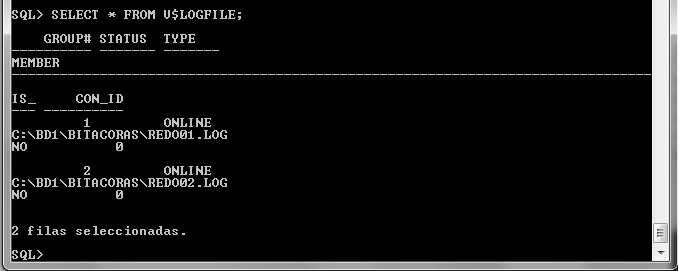 SQL> SELECT * FROM V$LOGFILE;
GROUP# STATUS TYPE
---------- ------- -------
MEMBER
--------------------------------------------------------------------------------
IS_ CON_ID
--- ----------
1 ONLINE
C:\BD1\BITACORAS\REDO01.LOG
NO 0
2 ONLINE
C:\BD1\BITACORAS\REDO02.LOG
NO 0
2 filas seleccionadas.
SQL>